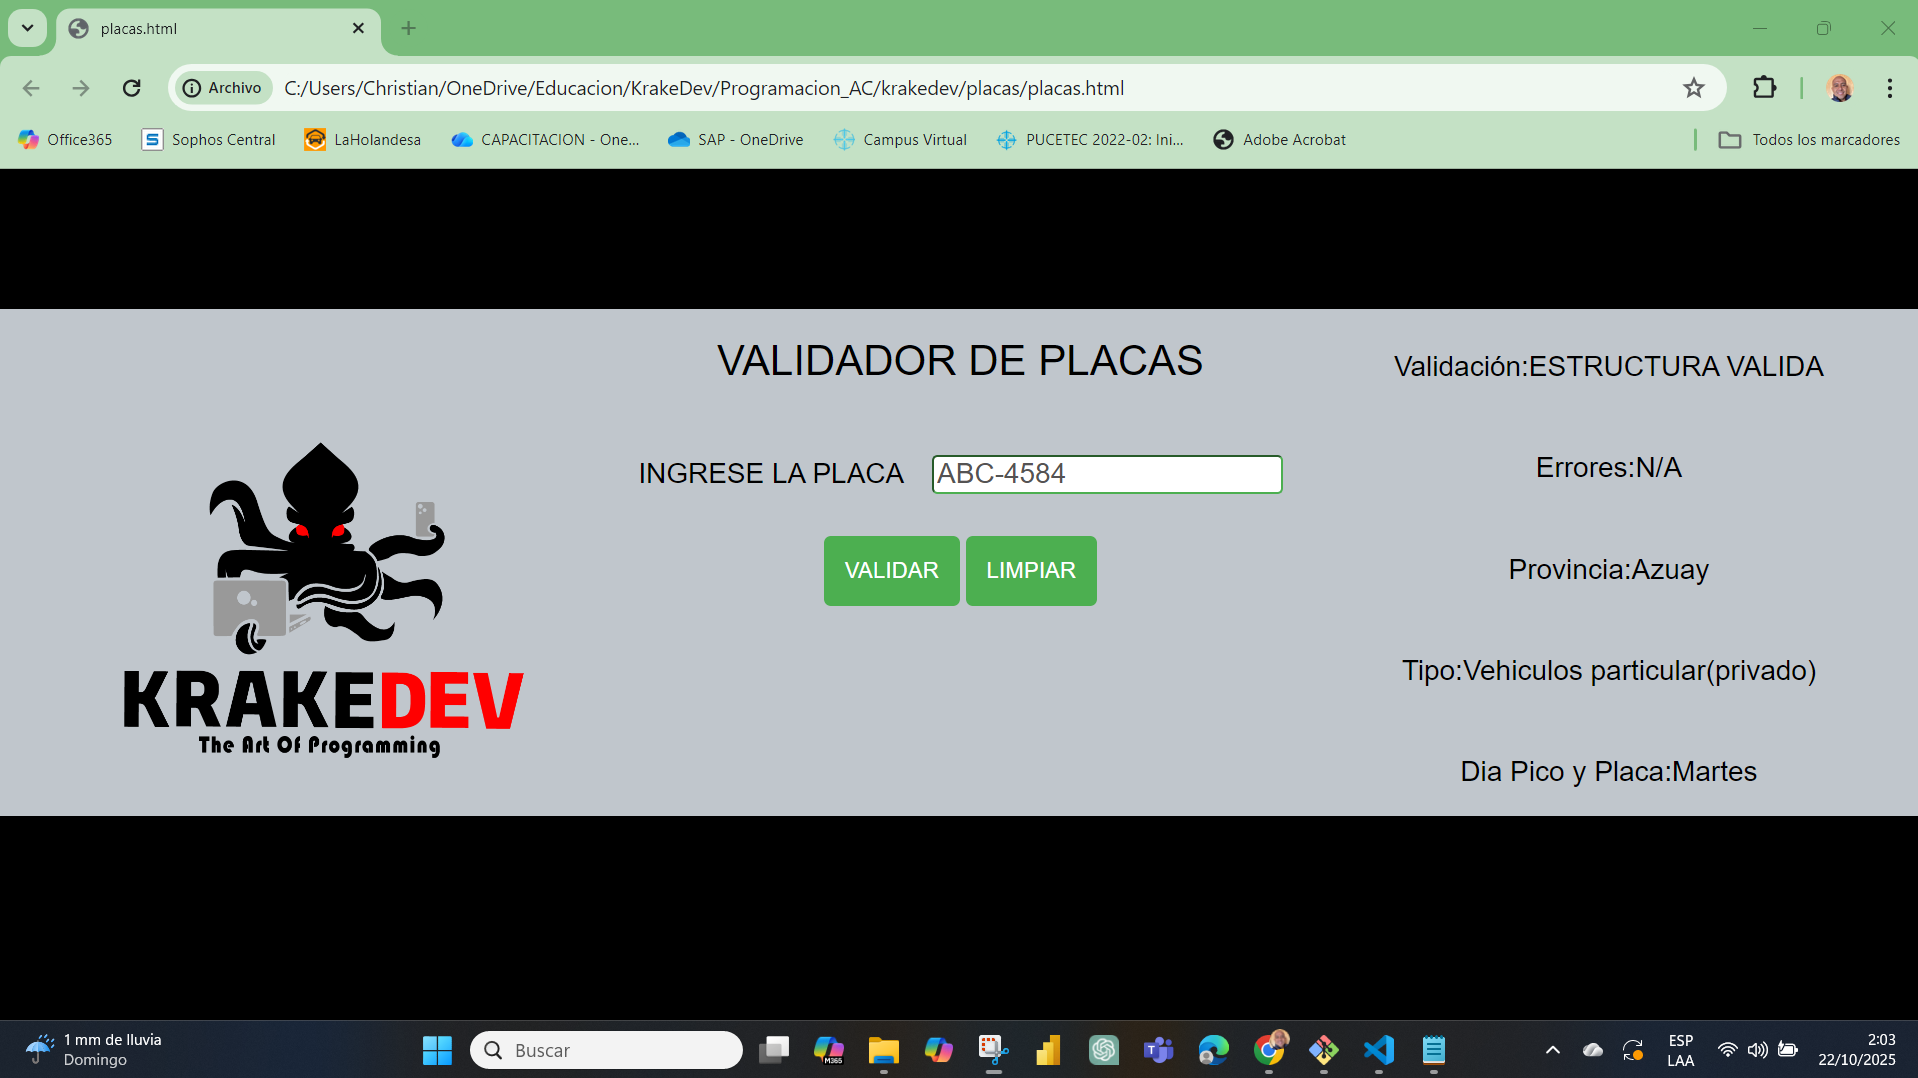 placas.html
Archivo
C:/Users/Christian/OneDrive/Educacion/KrakeDev/Programacion_AC/krakedev/placas/placas.html
Office365
S
Sophos Central
LaHolandesa
CAPACITACION - One...
SAP - OneDrive
Campus Virtual
PUCETEC 2022-02: Ini...
Adobe Acrobat
Todos los marcadores
VALIDADOR DE PLACAS
INGRESE LA PLACA
ABC-4584
VALIDAR
LIMPIAR
KRAKEDEV
The Art Of Programming
Validación:ESTRUCTURA VALIDA
Errores:N/A
Provincia:Azuay
Tipo:Vehiculos particular(privado)
Dia Pico y Placa:Martes
1 mm de lluvia
Domingo
Buscar
M365
T
ESP
LAA
2:03
22/10/2025